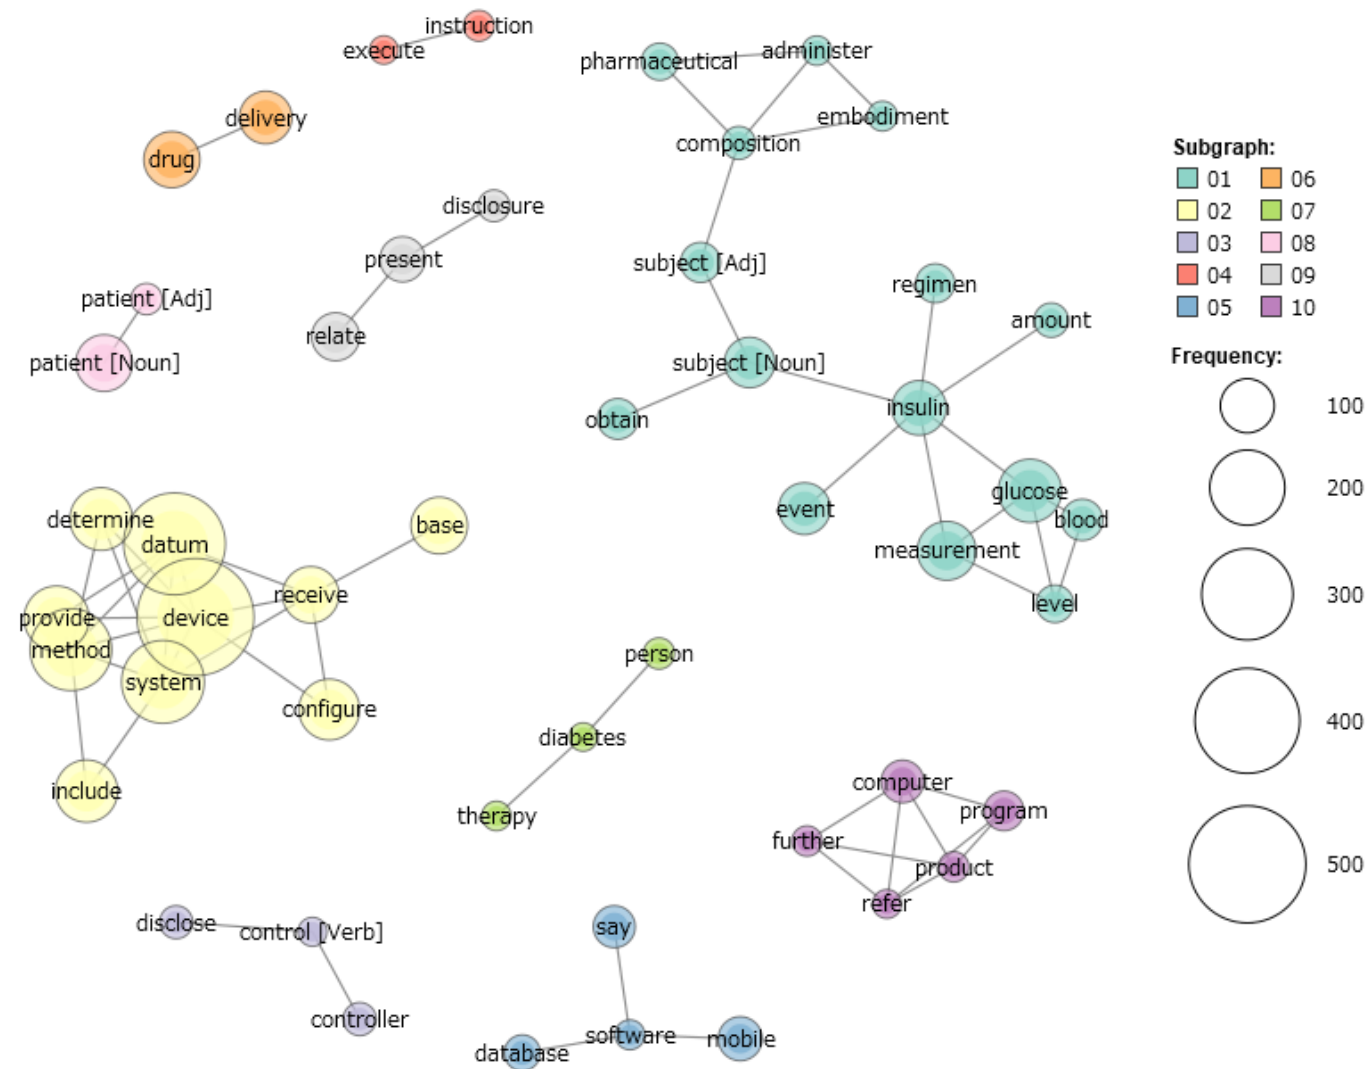 instruction
execute
pharmaceutical
administer
delivery
embodiment
drug
composition
disclosure
present
subject [Adj]
regimen
patient [Adj]
amount
relate
patient [Noun]
subject [Noun]
insulin
obtain
glucose
event
blood
determine
base
datum
measurement
receive
level
provide
device
method
system
person
configure
diabetes
include
therapy
computer
program
further
product
refer
disclose
control [Verb]
say
controller
software
mobile
database
Subgraph:
01 06
02 07
03 08
04 09
05 10
Frequency:
100
200
300
400
500